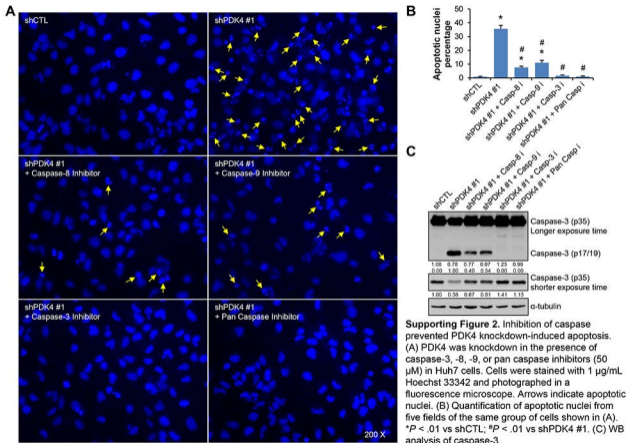 A
shCTL
shPDK4 #1
shPDK4 #1
+ Caspase-8 Inhibitor
shPDK4 #1
+ Caspase-9 Inhibitor
shPDK4 #1
+ Caspase-3 Inhibitor
shPDK4 #1
+ Pan Caspase Inhibitor
200 X
B
Apoptotic nuclei
percentage
50
40
30
20
10
0
*
#
*
#
*
#
#
shCTL
shPDK4 #1
shPDK4 #1 + Casp-8 i
shPDK4 #1 + Casp-9 i
shPDK4 #1 + Casp-3 i
shPDK4 #1 + Pan Casp i
C
shCTL
shPDK4 #1
shPDK4 #1 + Casp-8 i
shPDK4 #1 + Casp-9 i
shPDK4 #1 + Casp-3 i
shPDK4 #1 + Pan Casp i
Caspase-3 (p35)
Longer exposure time
Caspase-3 (p17/19)
1.00 0.78 0.77 0.97 1.23 0.99
0.00 1.00 0.40 0.54 0.00 0.00
Caspase-3 (p35)
shorter exposure time
1.00 0.38 0.67 0.81 1.41 1.13
α-tubulin
Supporting Figure 2. Inhibition of caspase
prevented PDK4 knockdown-induced apoptosis.
(A) PDK4 was knockdown in the presence of
caspase-3, -8, -9, or pan caspase inhibitors (50
μM) in Huh7 cells. Cells were stained with 1 μg/mL
Hoechst 33342 and photographed in a
fluorescence microscope. Arrows indicate apoptotic
nuclei. (B) Quantification of apoptotic nuclei from
five fields of the same group of cells shown in (A).
*P < .01 vs shCTL; #P < .01 vs shPDK4 #1. (C) WB
analysis of caspase-3